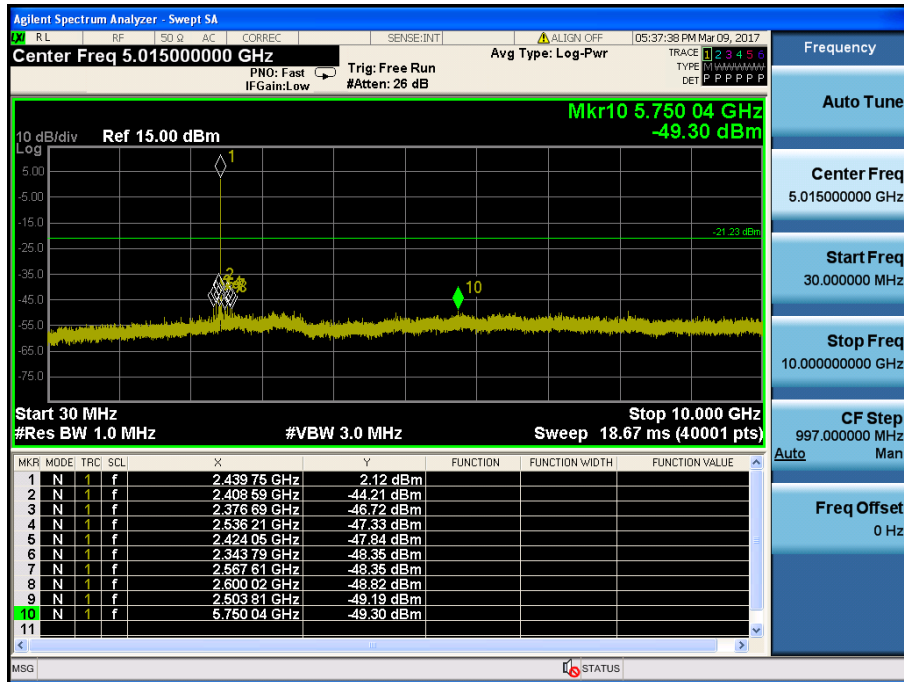 Agilent Spectrum Analyzer - Swept SA
LXI RL RF 50 Ω AC CORREC SENSE:INT ALIGN OFF 05:37:38 PM Mar 09, 2017
Center Freq 5.015000000 GHz
PNO: Fast
IFGain:Low
Trig: Free Run
#Atten: 26 dB
Avg Type: Log-Pwr
TRACE 1 2 3 4 5 6
TYPE M W W W W W
DET P P P P P P
Mkr10 5.750 04 GHz
-49.30 dBm
10 dB/div Ref 15.00 dBm
Log
5.00
-5.00
-15.0
-25.0
-35.0
-45.0
-55.0
-65.0
-75.0
1
2
10
-21.23 dBm
Start 30 MHz Stop 10.000 GHz
#Res BW 1.0 MHz #VBW 3.0 MHz Sweep 18.67 ms (40001 pts)
MKR MODE TRC SCL X Y FUNCTION FUNCTION WIDTH FUNCTION VALUE
1 N 1 f 2.439 75 GHz 2.12 dBm
2 N 1 f 2.408 59 GHz -44.21 dBm
3 N 1 f 2.376 69 GHz -46.72 dBm
4 N 1 f 2.536 21 GHz -47.33 dBm
5 N 1 f 2.424 05 GHz -47.84 dBm
6 N 1 f 2.343 79 GHz -48.35 dBm
7 N 1 f 2.567 61 GHz -48.35 dBm
8 N 1 f 2.600 02 GHz -48.82 dBm
9 N 1 f 2.503 81 GHz -49.19 dBm
10 N 1 f 5.750 04 GHz -49.30 dBm
11
MSG STATUS
Frequency
Auto Tune
Center Freq
5.015000000 GHz
Start Freq
30.000000 MHz
Stop Freq
10.000000000 GHz
CF Step
997.000000 MHz
Auto Man
Freq Offset
0 Hz